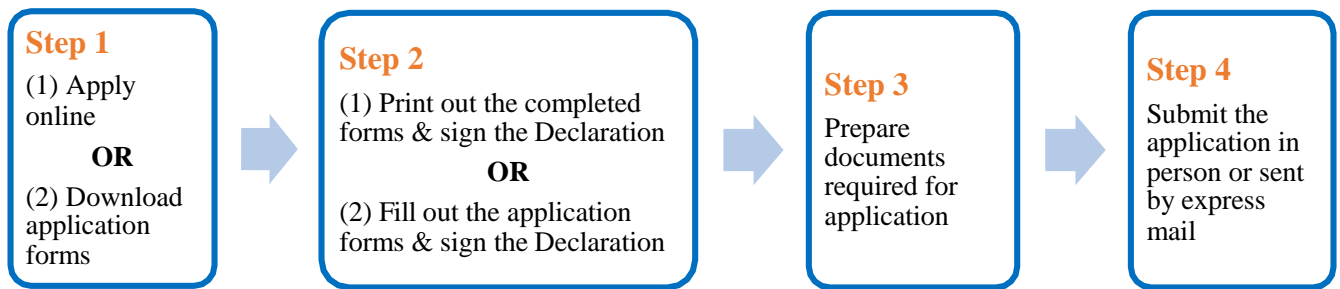 Step 1
(1) Apply
online
OR
(2) Download
application
forms
Step 2
(1) Print out the completed
forms & sign the Declaration
OR
(2) Fill out the application
forms & sign the Declaration
Step 3
Prepare
documents
required for
application
Step 4
Submit the
application in
person or sent
by express
mail